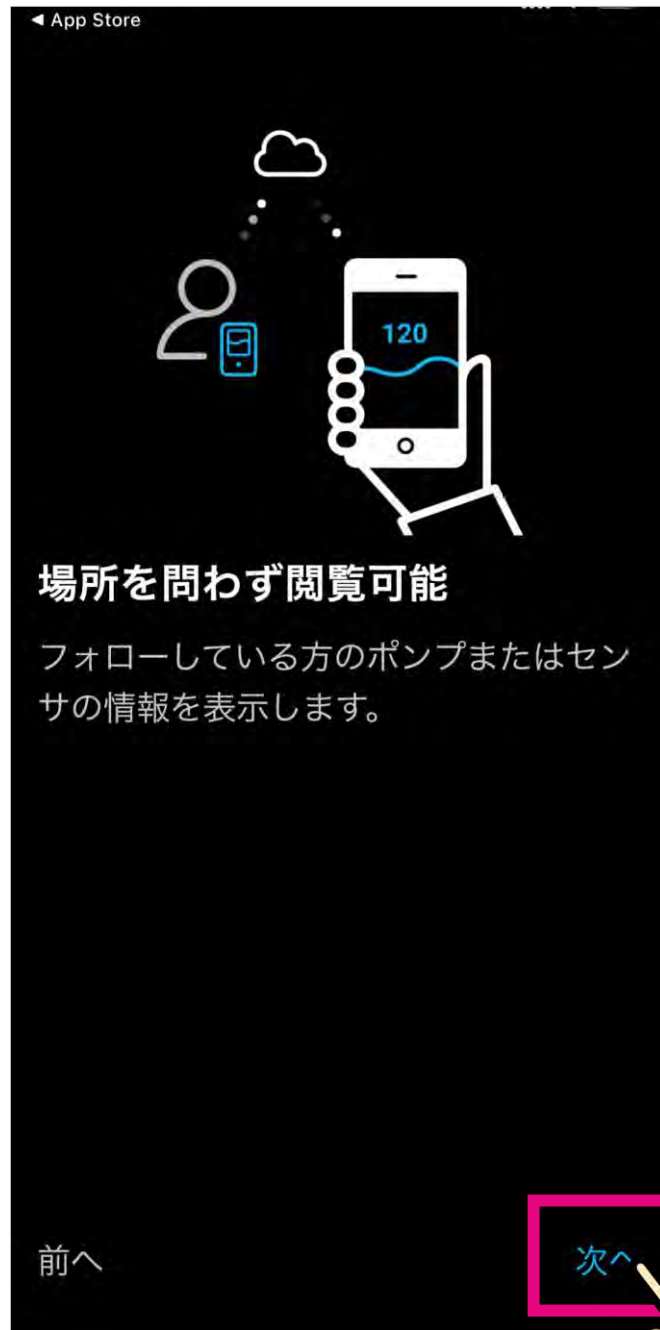 ◀ App Store
120
場所を問わず閲覧可能
フォローしている方のポンプまたはセン
サの情報を表示します。
前へ
次へ